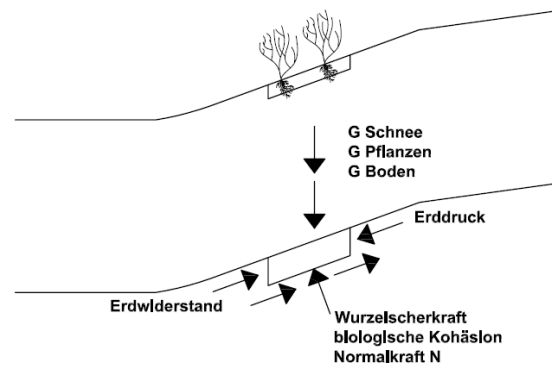 G Schnee
G Pflanzen
G Boden
Erddruck
Erdwiderstand
Wurzelscherkraft
biologische Kohäsion
Normalkraft N